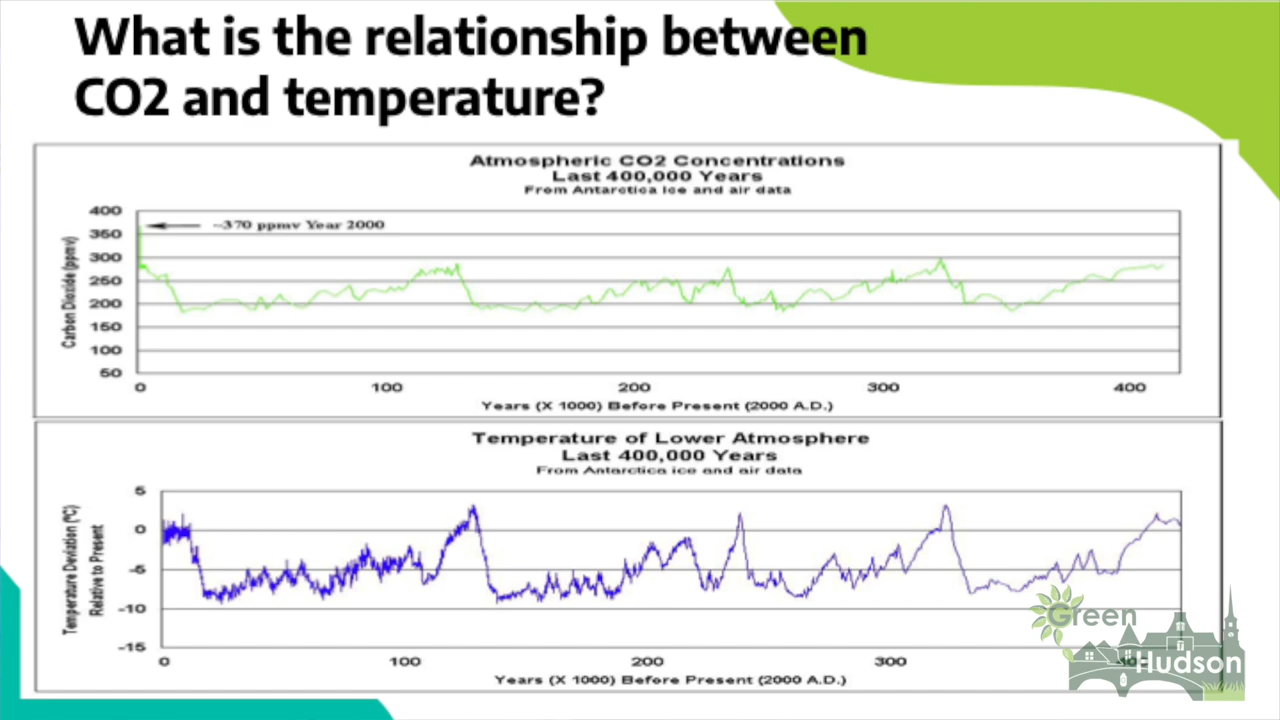 What is the relationship between
CO2 and temperature?
Atmospheric CO2 Concentrations
Last 400,000 Years
From Antarctica ice and air data
400
350
300
250
200
150
100
50
Carbon Dioxide (ppmv)
~370 ppmv Year 2000
0 100 200 300 400
Years (X 1000) Before Present (2000 A.D.)
Temperature of Lower Atmosphere
Last 400,000 Years
From Antarctica ice and air data
5
0
-5
-10
-15
Temperature Deviation (°C)
Relative to Present
0 100 200 300
Years (X 1000) Before Present (2000 A.D.)
Green
Hudson